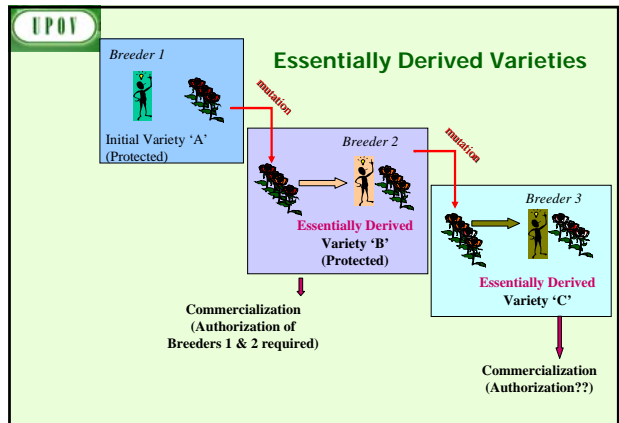 UPOV
Essentially Derived Varieties
Breeder 1
Initial Variety ‘A’
(Protected)
mutation
Breeder 2
Essentially Derived
Variety ‘B’
(Protected)
mutation
Breeder 3
Essentially Derived
Variety ‘C’
Commercialization
(Authorization of
Breeders 1 & 2 required)
Commercialization
(Authorization??)